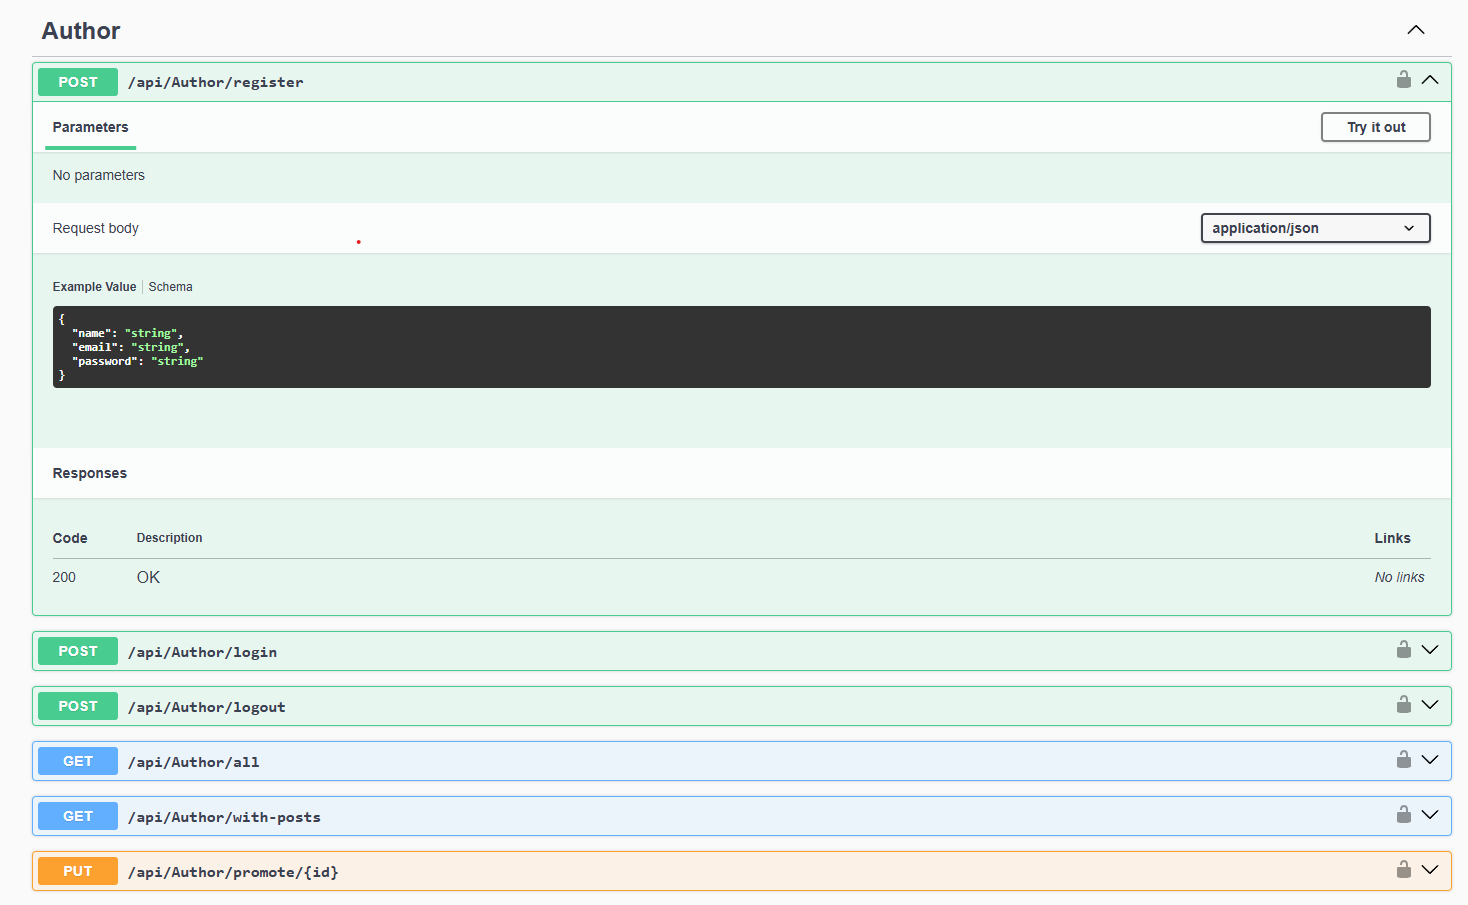 Author
POST /api/Author/register
Parameters
Try it out
No parameters
Request body
application/json
Example Value | Schema
{
  "name": "string",
  "email": "string",
  "password": "string"
}
Responses
Code Description Links
200 OK No links
POST /api/Author/login
POST /api/Author/logout
GET /api/Author/all
GET /api/Author/with-posts
PUT /api/Author/promote/{id}